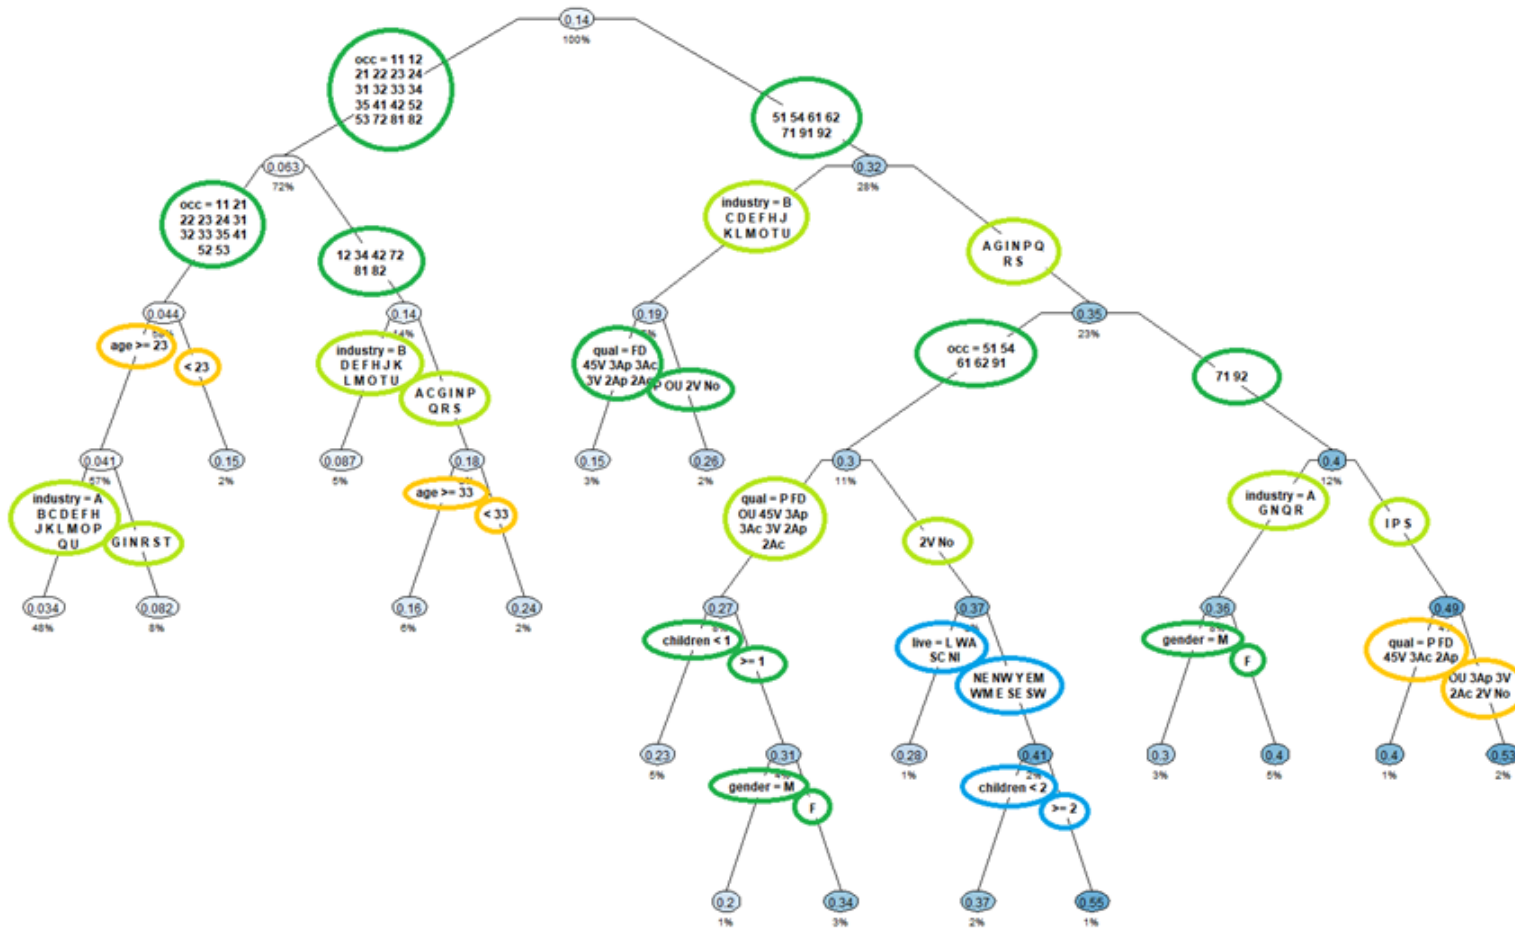 0.14
100%
occ = 11 12
21 22 23 24
31 32 33 34
35 41 42 52
53 72 81 82
51 54 61 62
71 91 92
0.063
72%
0.32
28%
occ = 11 21
22 23 24 31
32 33 35 41
52 53
12 34 42 72
81 82
industry = B
C D E F H J
K L M O T U
A G I N P Q
R S
0.044
0.14
14%
0.19
0.35
23%
age >= 23
< 23
industry = B
D E F H J K
L M O T U
A C G I N P
Q R S
qual = FD
45V 3Ap 3Ac
3V 2Ap 2Ac
P OU 2V No
occ = 51 54
61 62 91
71 92
0.041
57%
0.15
2%
0.087
5%
0.18
0.15
3%
0.26
2%
0.3
11%
0.4
12%
industry = A
B C D E F H
J K L M O P
Q U
G I N R S T
age >= 33
< 33
qual = P FD
OU 45V 3Ap
3Ac 3V 2Ap
2Ac
2V No
industry = A
G N Q R
I P S
0.034
48%
0.082
8%
0.16
6%
0.24
2%
0.27
0.37
0.36
0.49
children < 1
>= 1
live = L WA
SC NI
NE NW Y EM
WM E SE SW
gender = M
F
qual = P FD
45V 3Ac 2Ap
OU 3Ap 3V
2Ac 2V No
0.23
5%
0.31
0.28
1%
0.41
2%
0.3
3%
0.4
5%
0.4
1%
0.53
2%
gender = M
F
children < 2
>= 2
0.2
1%
0.34
3%
0.37
2%
0.55
1%